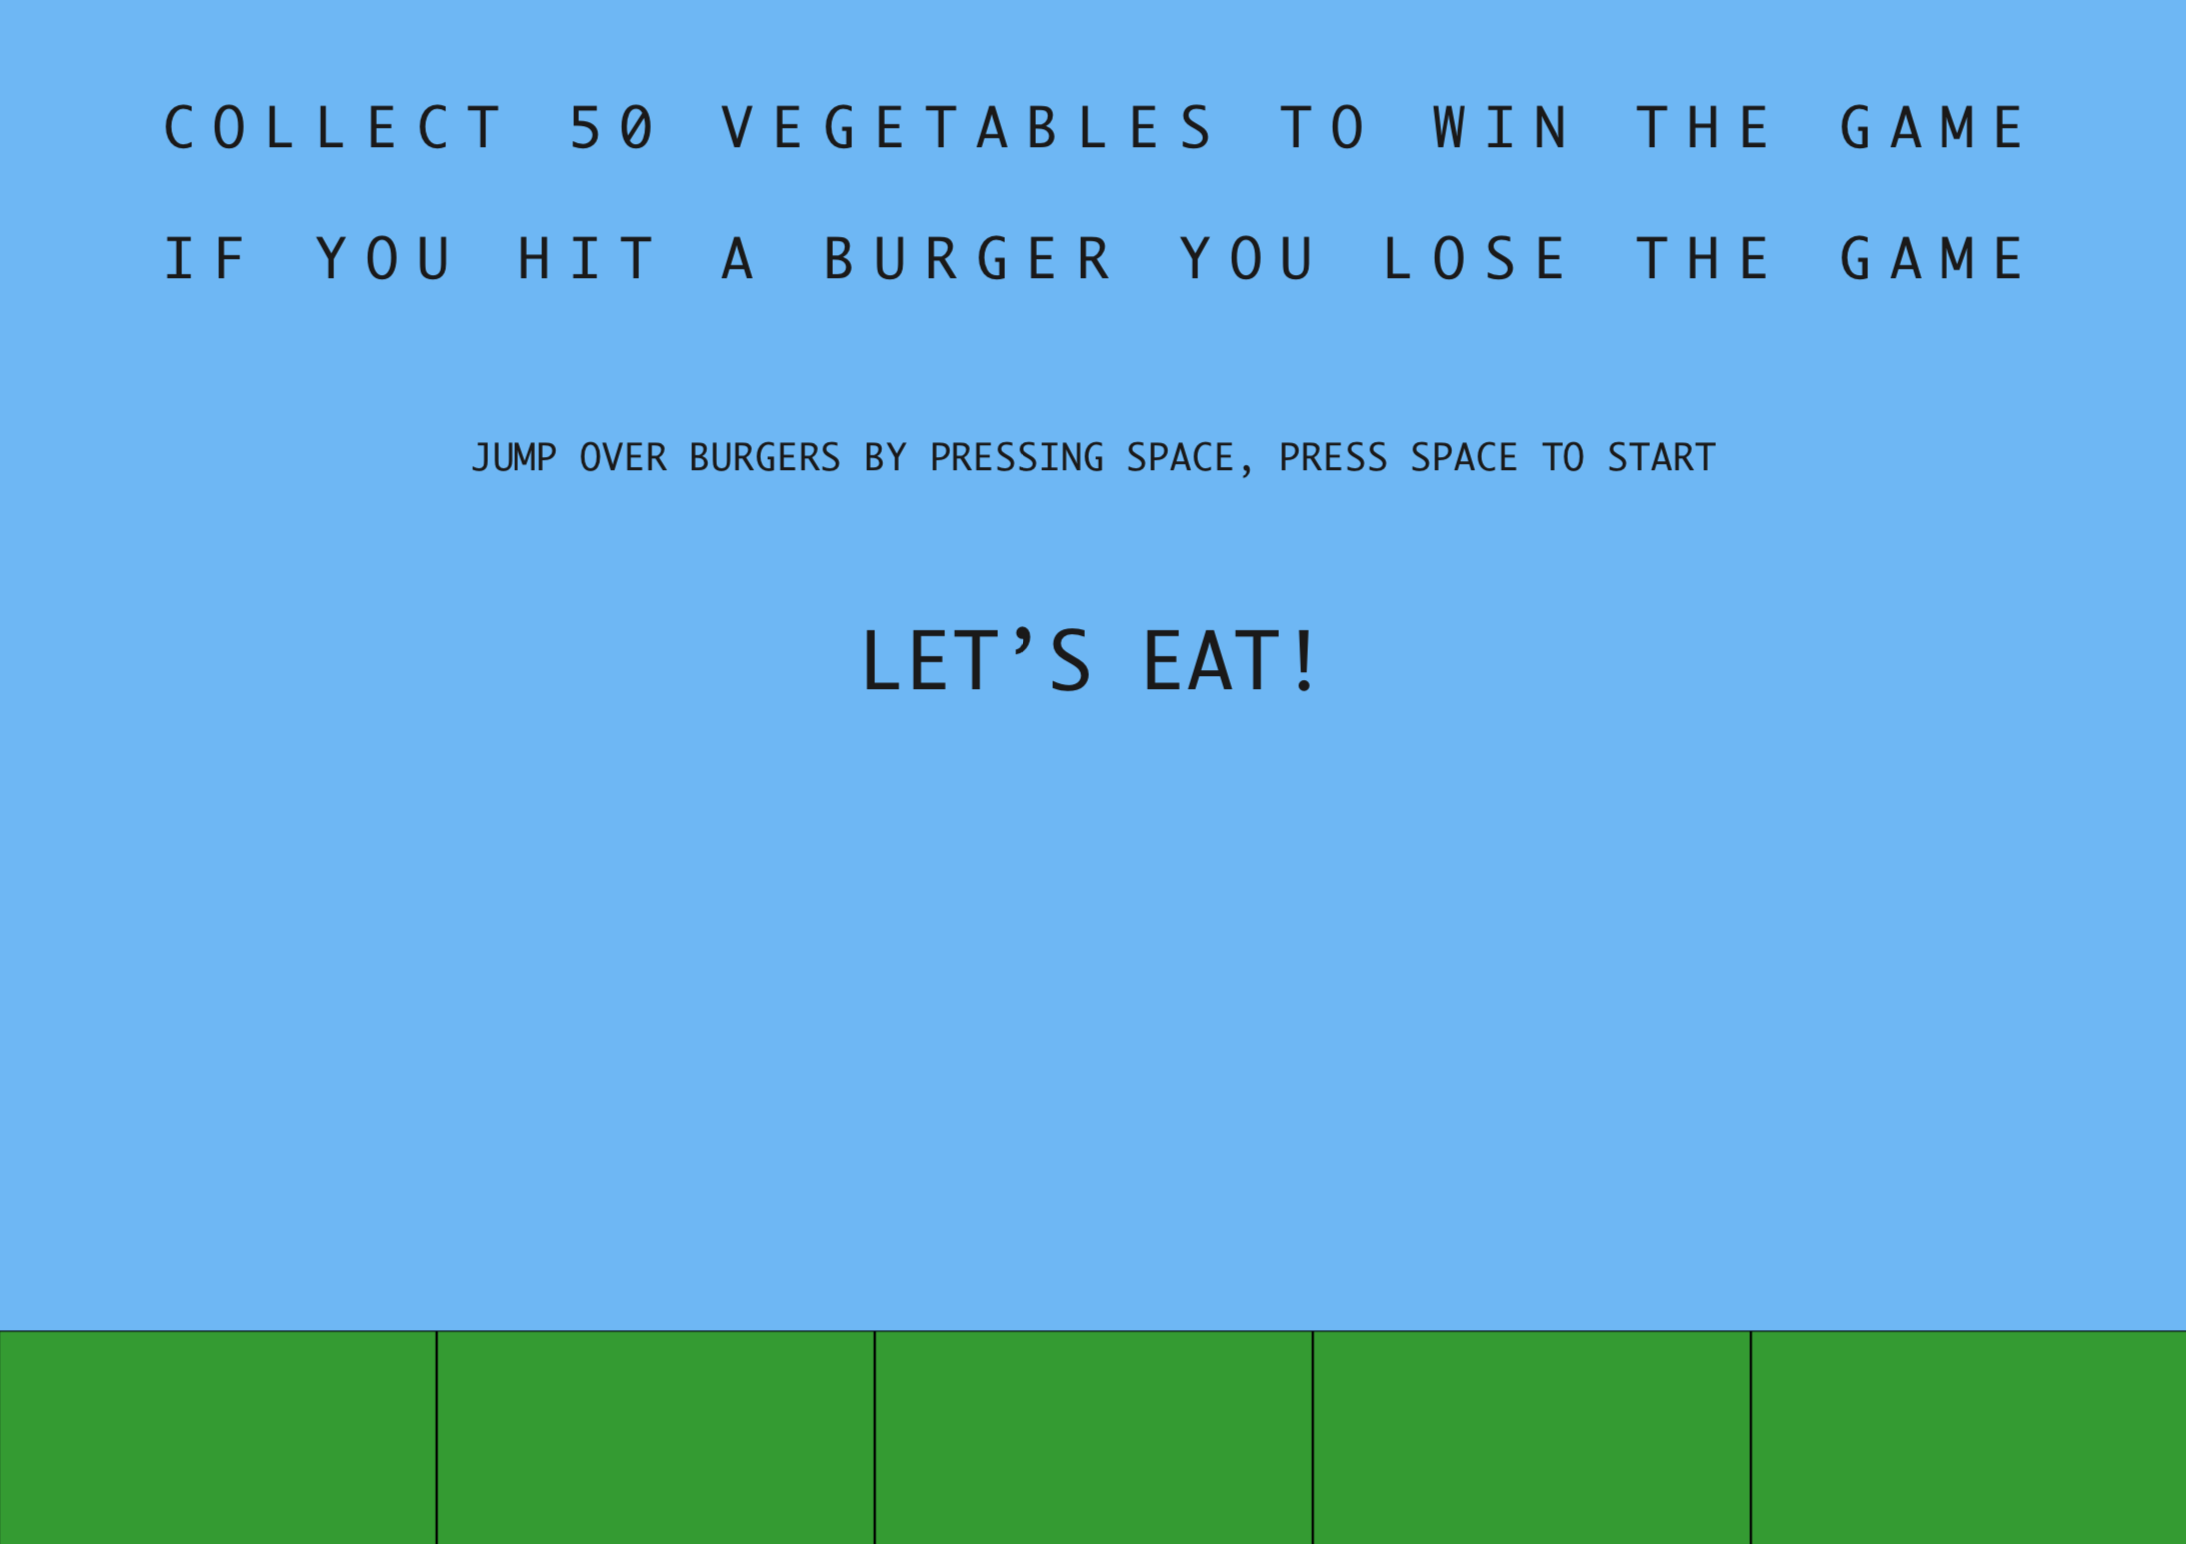 COLLECT 50 VEGETABLES TO WIN THE GAME
IF YOU HIT A BURGER YOU LOSE THE GAME
JUMP OVER BURGERS BY PRESSING SPACE, PRESS SPACE TO START
LET’S EAT!